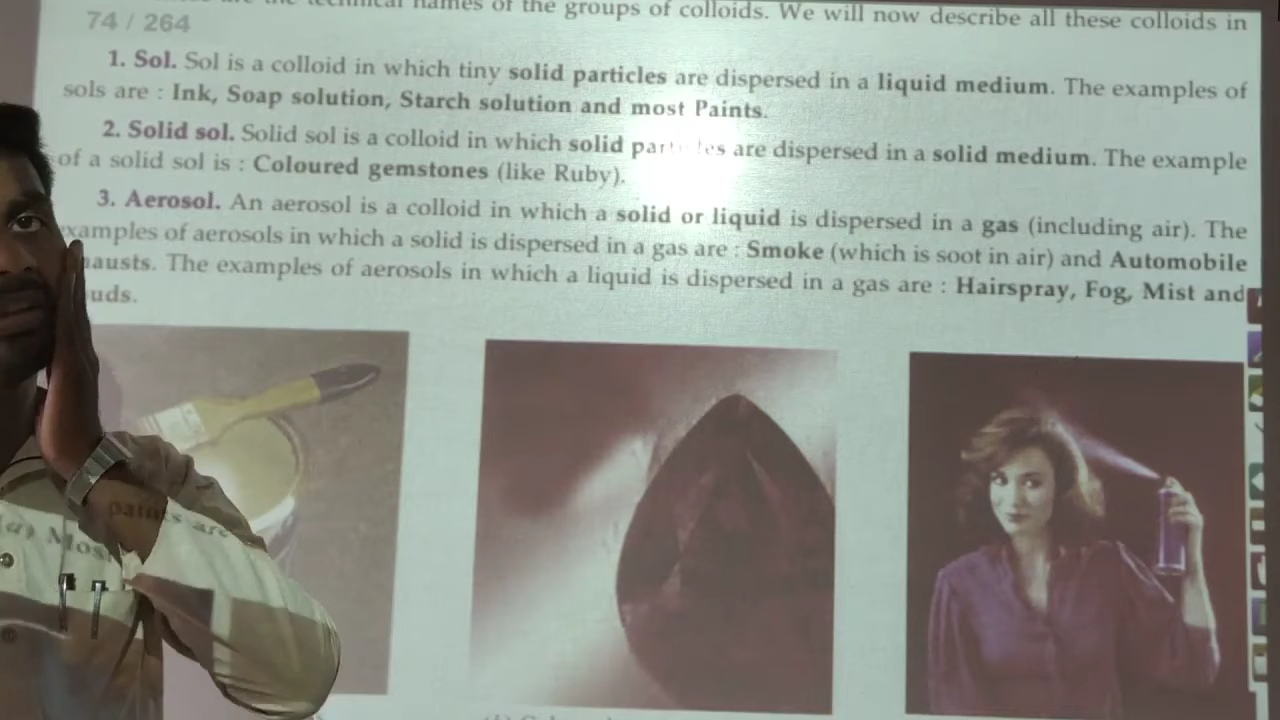 the technical names of the groups of colloids. We will now describe all these colloids in
74 / 264
1. Sol. Sol is a colloid in which tiny solid particles are dispersed in a liquid medium. The examples of
sols are : Ink, Soap solution, Starch solution and most Paints.
2. Solid sol. Solid sol is a colloid in which solid particles are dispersed in a solid medium. The example
of a solid sol is : Coloured gemstones (like Ruby).
3. Aerosol. An aerosol is a colloid in which a solid or liquid is dispersed in a gas (including air). The
xamples of aerosols in which a solid is dispersed in a gas are : Smoke (which is soot in air) and Automobile
hausts. The examples of aerosols in which a liquid is dispersed in a gas are : Hairspray, Fog, Mist and
uds.
(a) Most paints are